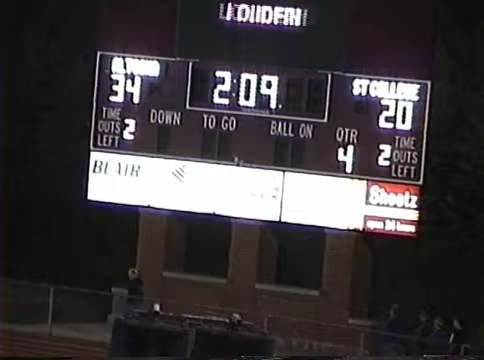 LOUDER!
ALTOONA ST COLLEGE
34 2:09 20
TIME OUTS LEFT 2
DOWN TO GO BALL ON QTR 4
2 TIME OUTS LEFT
BLAIR
Sheetz
open 24 hours